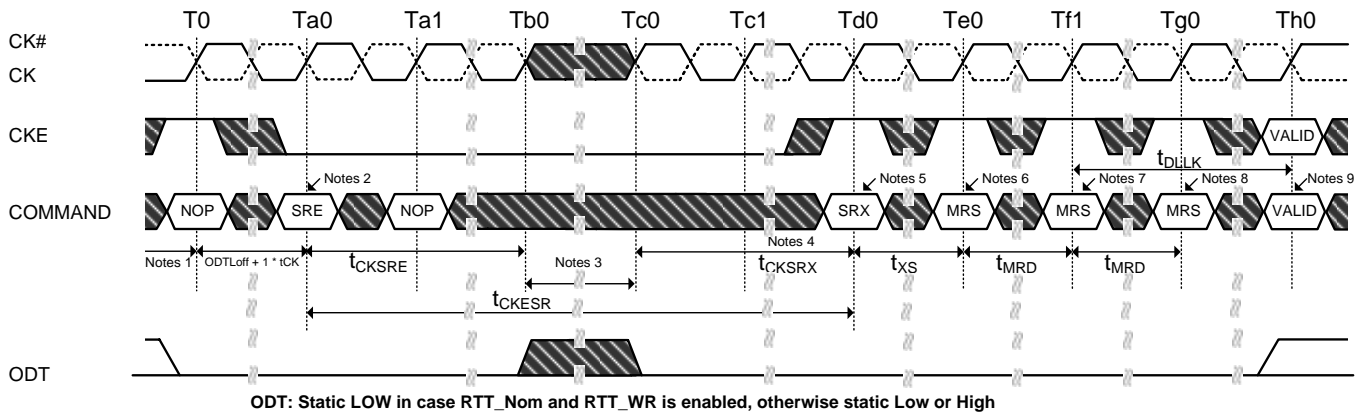 T0 Ta0 Ta1 Tb0 Tc0 Tc1 Td0 Te0 Tf1 Tg0 Th0
CK#
CK
CKE
VALID
tDLLK
Notes 2 Notes 5 Notes 6 Notes 7 Notes 8 Notes 9
COMMAND NOP SRE NOP SRX MRS MRS MRS VALID
Notes 1 ODTLoff + 1 * tCK tCKSRE Notes 3 Notes 4 tCKSRX tXS tMRD tMRD
tCKESR
ODT
ODT: Static LOW in case RTT_Nom and RTT_WR is enabled, otherwise static Low or High